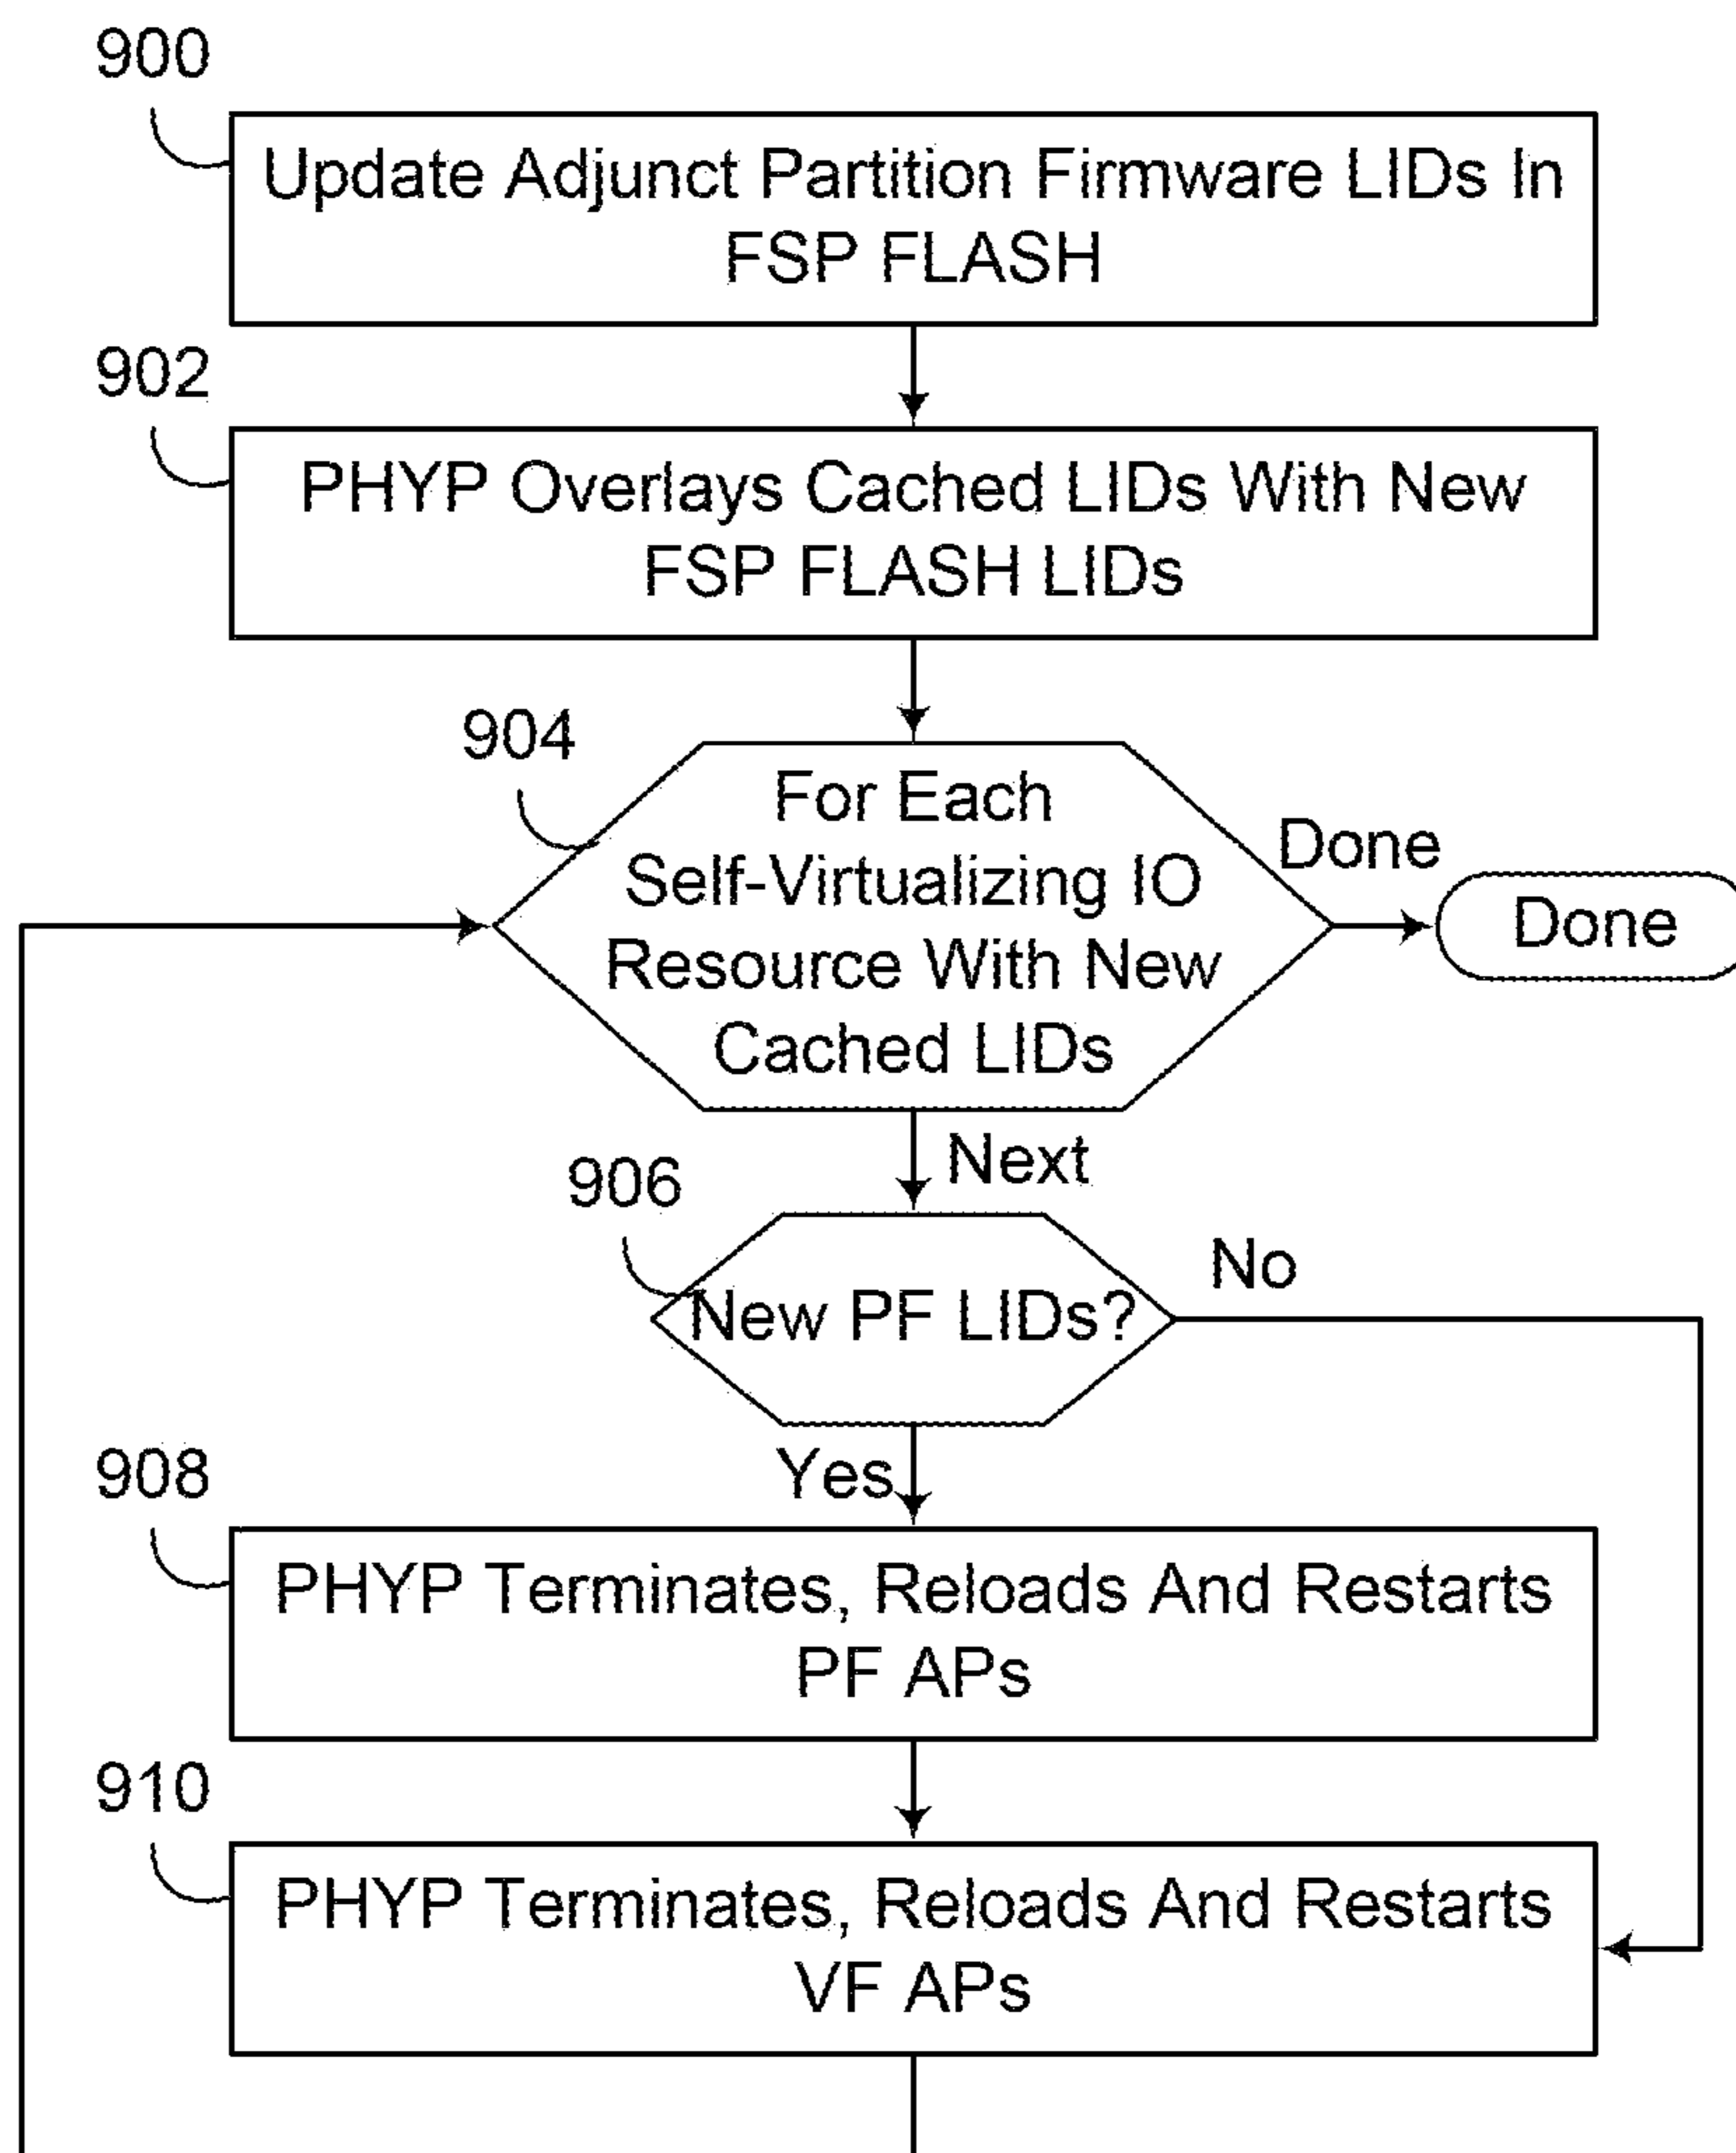 900
Update Adjunct Partition Firmware LIDs In
FSP FLASH
902
PHYP Overlays Cached LIDs With New
FSP FLASH LIDs
904
For Each
Self-Virtualizing IO
Resource With New
Cached LIDs
Done
Done
Next
906
New PF LIDs?
No
Yes
908
PHYP Terminates, Reloads And Restarts
PF APs
910
PHYP Terminates, Reloads And Restarts
VF APs